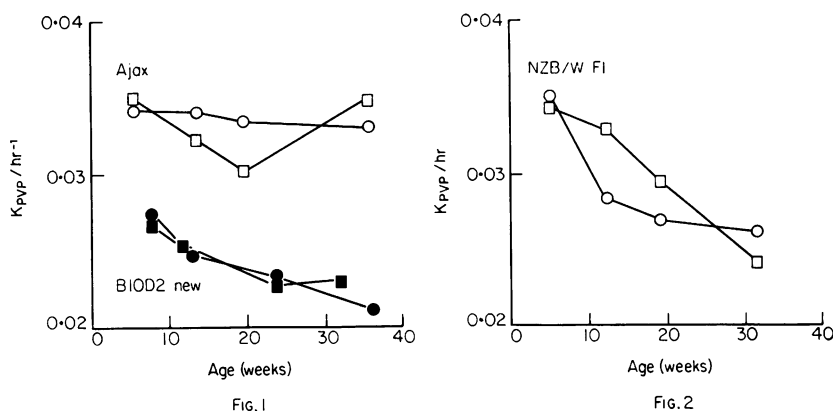 0·04
Ajax
0·03
KPVP / hr-1
BIOD2 new
0·02
0 10 20 30 40
Age (weeks)
FIG. 1
0·04
NZB/W FI
0·03
KPVP / hr
0·02
0 10 20 30 40
Age (weeks)
FIG. 2